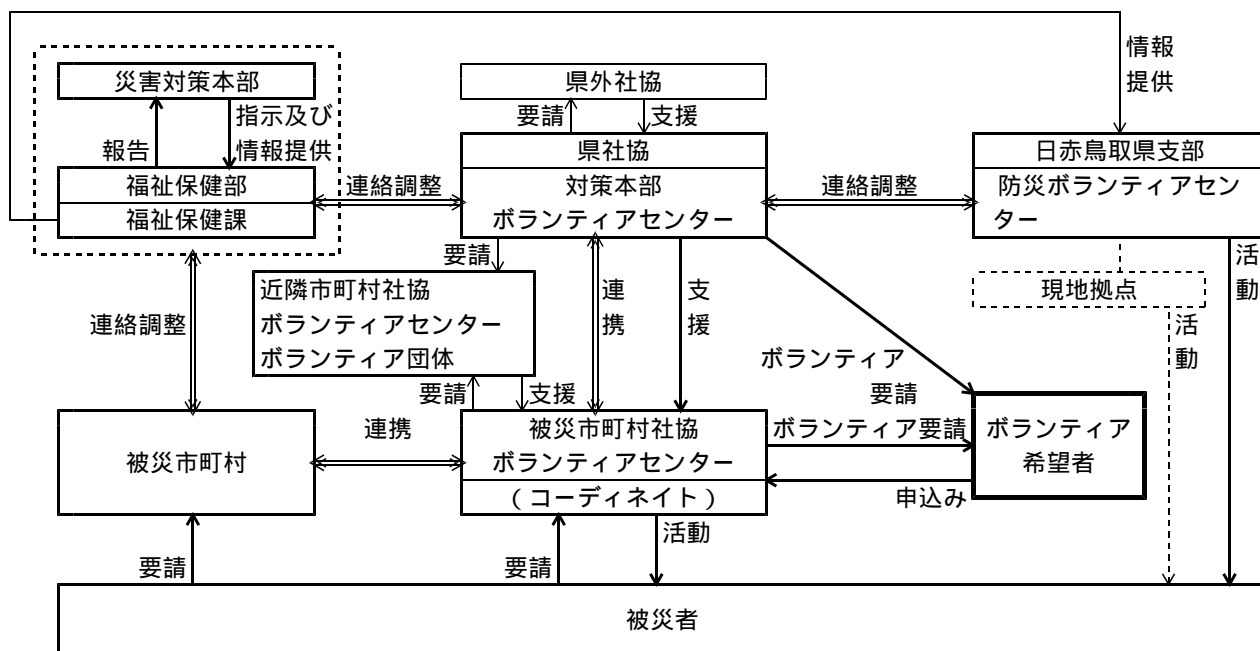 災害対策本部
報告
指示及び
情報提供
福祉保健部
福祉保健課
県外社協
要請
支援
県社協
対策本部
ボランティアセンター
情報
提供
日赤鳥取県支部
防災ボランティアセン
ター
連絡調整
連絡調整
連絡調整
要請
近隣市町村社協
ボランティアセンター
ボランティア団体
連
携
支
援
現地拠点
活
動
活
動
要請
支援
ボランティア
要請
被災市町村
連携
被災市町村社協
ボランティアセンター
（コーディネイト）
ボランティア要請
申込み
ボランティア
希望者
要請
要請
活動
被災者